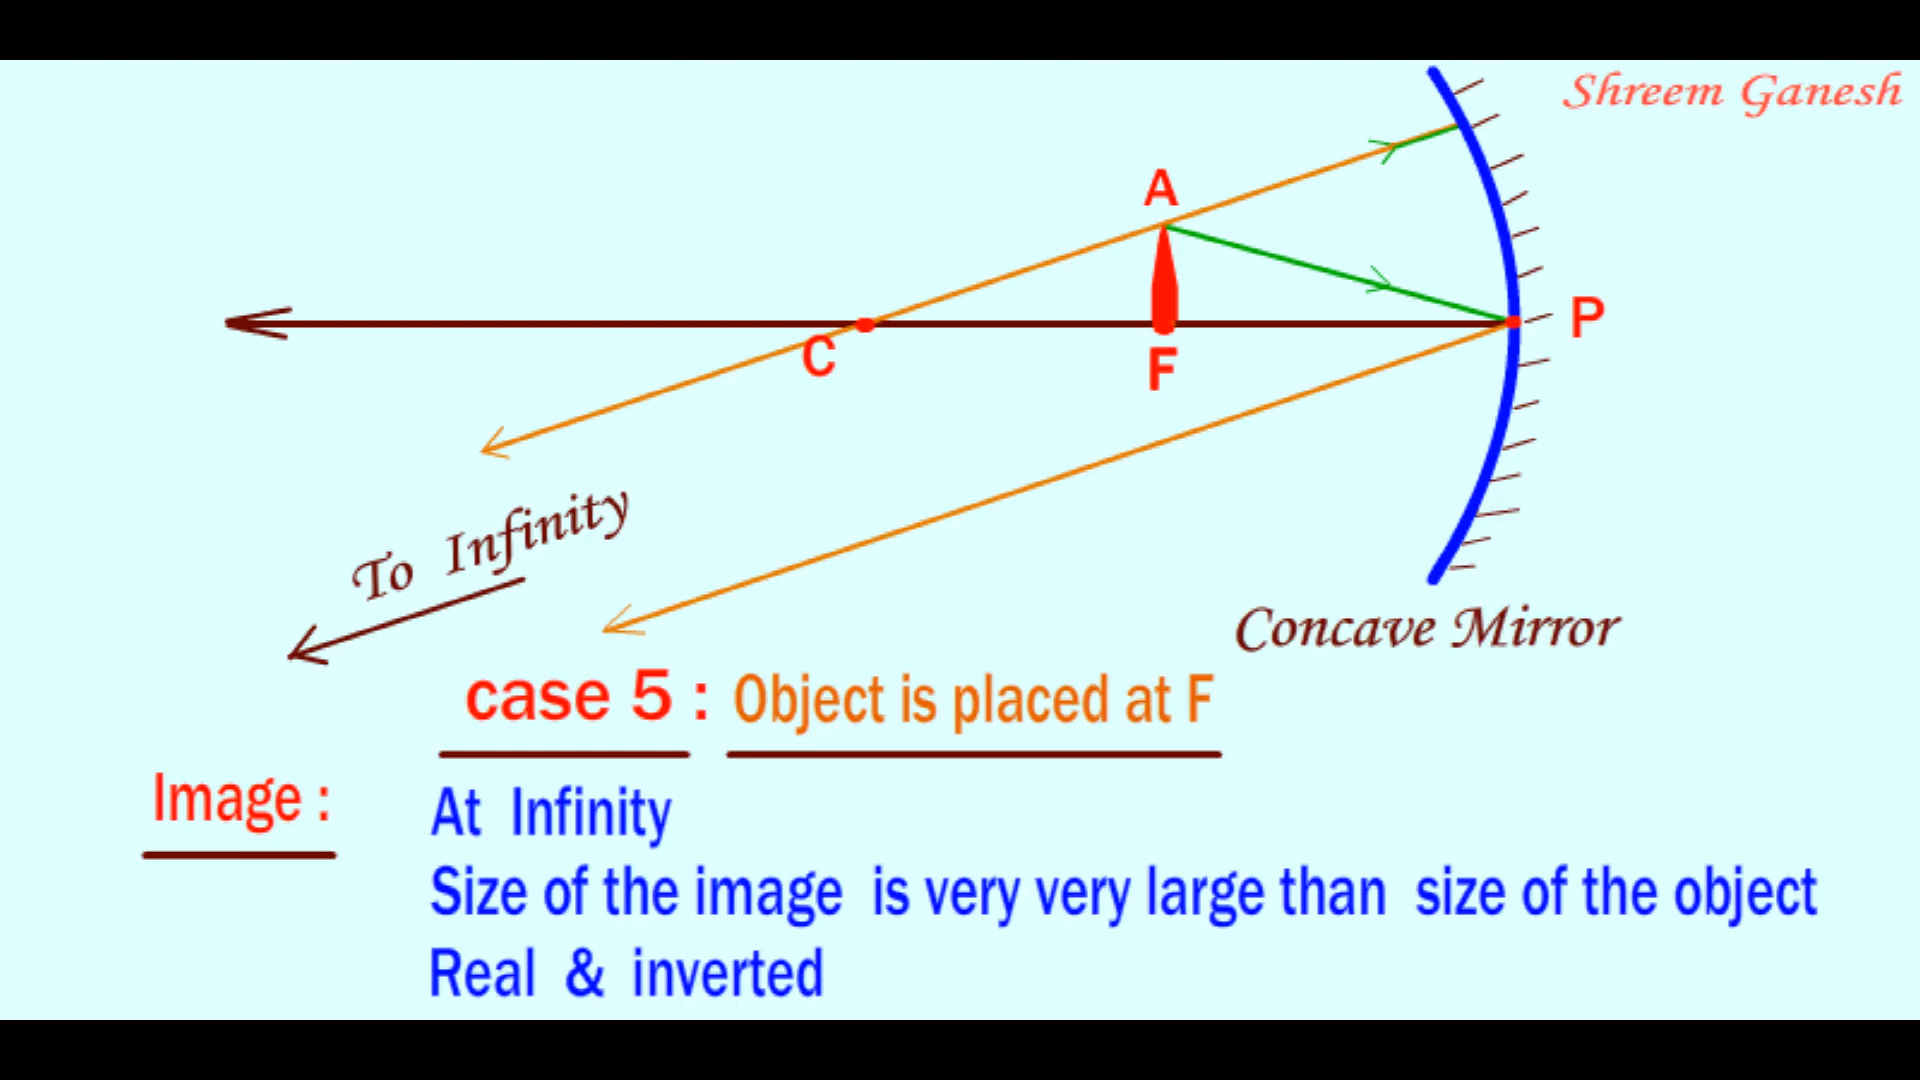 Shreem Ganesh
A
P
C
F
To Infinity
Concave Mirror
case 5 : Object is placed at F
Image : At Infinity
Size of the image is very very large than size of the object
Real & inverted